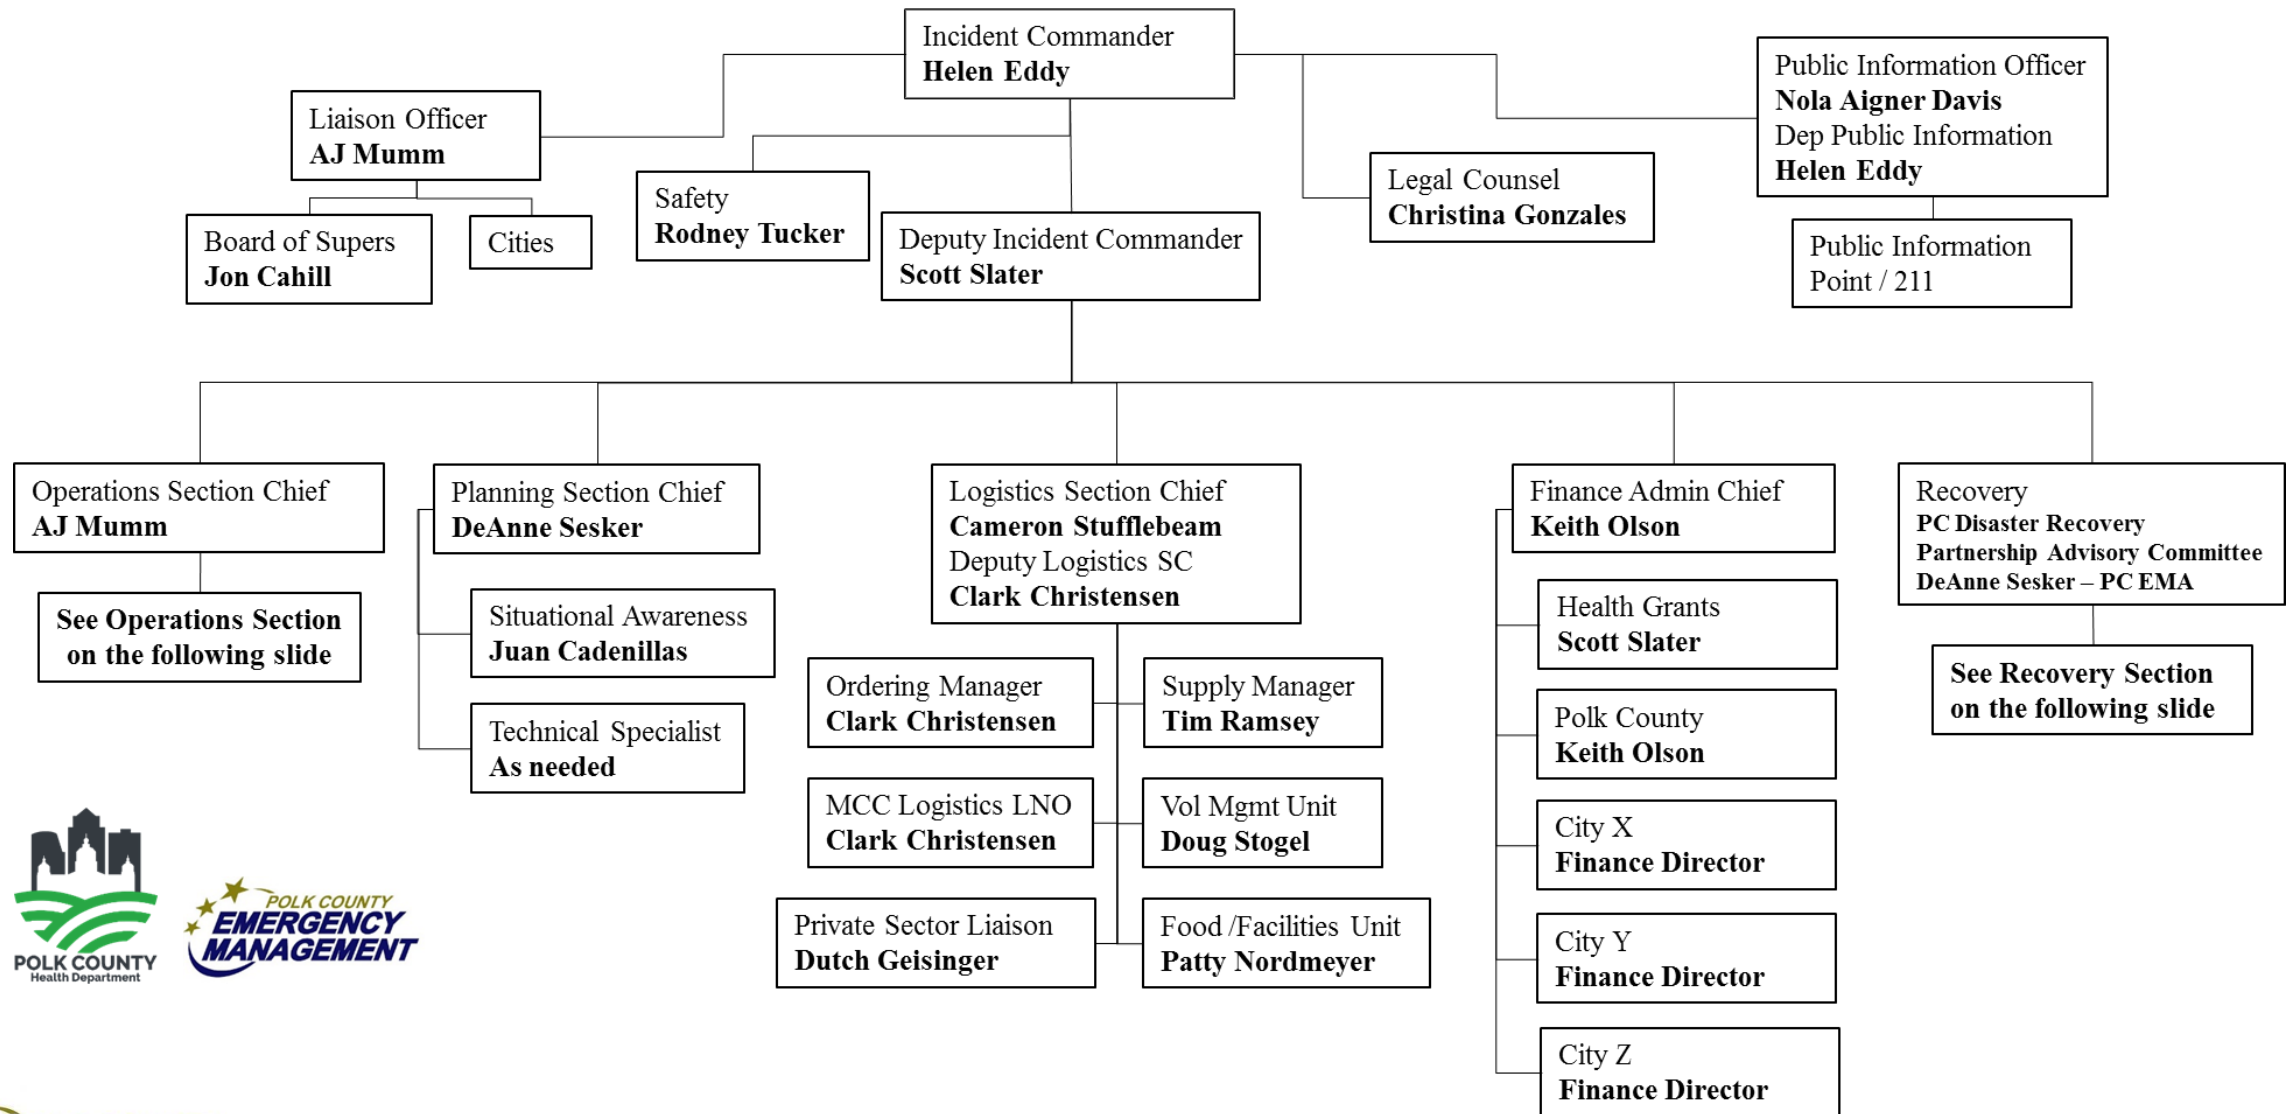 Incident Commander
Helen Eddy
Liaison Officer
AJ Mumm
Board of Supers
Jon Cahill
Cities
Safety
Rodney Tucker
Deputy Incident Commander
Scott Slater
Legal Counsel
Christina Gonzales
Public Information Officer
Nola Aigner Davis
Dep Public Information
Helen Eddy
Public Information
Point / 211
Operations Section Chief
AJ Mumm
See Operations Section
on the following slide
Planning Section Chief
DeAnne Sesker
Situational Awareness
Juan Cadenillas
Technical Specialist
As needed
Logistics Section Chief
Cameron Stufflebeam
Deputy Logistics SC
Clark Christensen
Ordering Manager
Clark Christensen
Supply Manager
Tim Ramsey
MCC Logistics LNO
Clark Christensen
Vol Mgmt Unit
Doug Stogel
Private Sector Liaison
Dutch Geisinger
Food /Facilities Unit
Patty Nordmeyer
Finance Admin Chief
Keith Olson
Health Grants
Scott Slater
Polk County
Keith Olson
City X
Finance Director
City Y
Finance Director
City Z
Finance Director
Recovery
PC Disaster Recovery
Partnership Advisory Committee
DeAnne Sesker – PC EMA
See Recovery Section
on the following slide
POLK COUNTY
Health Department
POLK COUNTY
EMERGENCY
MANAGEMENT